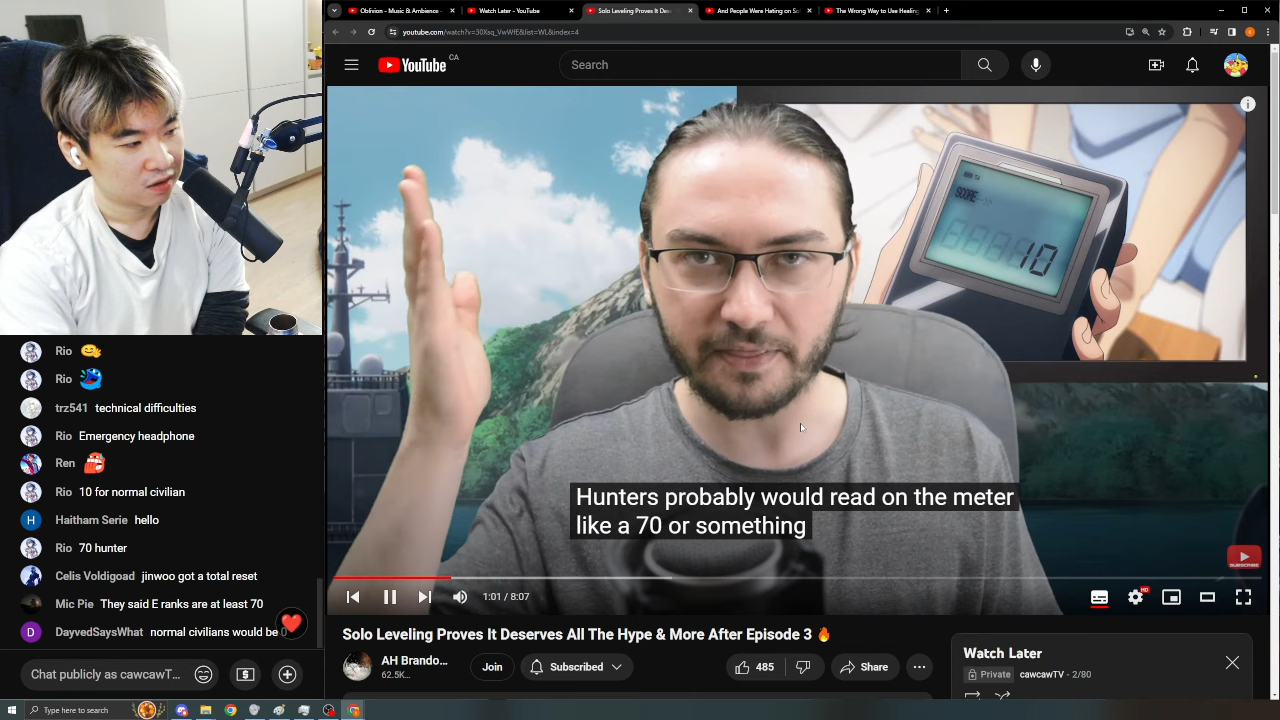 Oblivion - Music & Ambience -
Watch Later - YouTube
Solo Leveling Proves It Dese
And People Were Hating on So
The Wrong Way to Use Healing
youtube.com/watch?v=30Xsq_VwWfE&list=WL&index=4
YouTube CA
Search
SCORE
10
Hunters probably would read on the meter
like a 70 or something
SUBSCRIBE
1:01 / 8:07
HD
Solo Leveling Proves It Deserves All The Hype & More After Episode 3 🔥
AH Brando...
62.5K...
Join
Subscribed
485
Share
Watch Later
Private cawcawTV - 2/80
Rio 🫠
Rio
trz541 technical difficulties
Rio Emergency headphone
Ren
Rio 10 for normal civilian
Haitham Serie hello
Rio 70 hunter
Celis Voldigoad jinwoo got a total reset
Mic Pie They said E ranks are at least 70
DayvedSaysWhat normal civilians would be 0
Chat publicly as cawcawT...
Type here to search